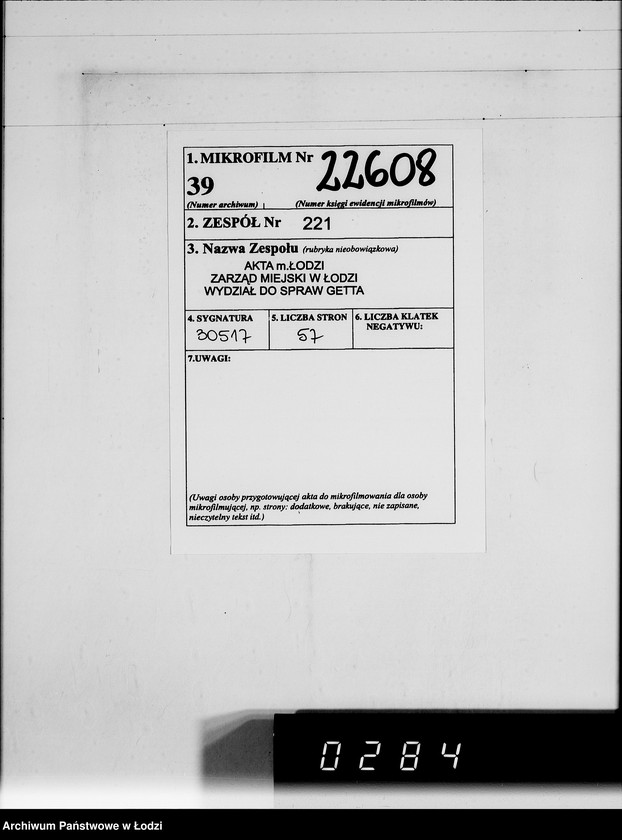 1. MIKROFILM Nr 22608
39
(Numer archiwum) (Numer księgi ewidencji mikrofilmów)
2. ZESPÓŁ Nr 221
3. Nazwa Zespołu (rubryka nieobowiązkowa)
AKTA m.ŁODZI
ZARZĄD MIEJSKI W ŁODZI
WYDZIAŁ DO SPRAW GETTA
4. SYGNATURA 5. LICZBA STRON 6. LICZBA KLATEK
NEGATYWU:
30517 57
7.UWAGI:
(Uwagi osoby przygotowującej akta do mikrofilmowania dla osoby
mikrofilmującej, np. strony: dodatkowe, brakujące, nie zapisane,
nieczytelny tekst itd.)
0284
Archiwum Państwowe w Łodzi